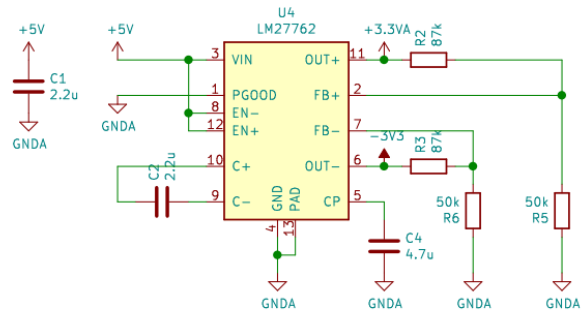 U4
LM27762
+5V
C1
2.2u
GNDA
+5V
GNDA
3
VIN
1
PGOOD
8
EN-
12
EN+
10
C+
9
C-
C2
2.2u
OUT+
11
FB+
2
FB-
7
OUT-
6
CP
5
GND
4
PAD
13
GNDA
+3.3VA
R2
87k
-3V3
R3
87k
C4
4.7u
GNDA
50k
R6
GNDA
50k
R5
GNDA